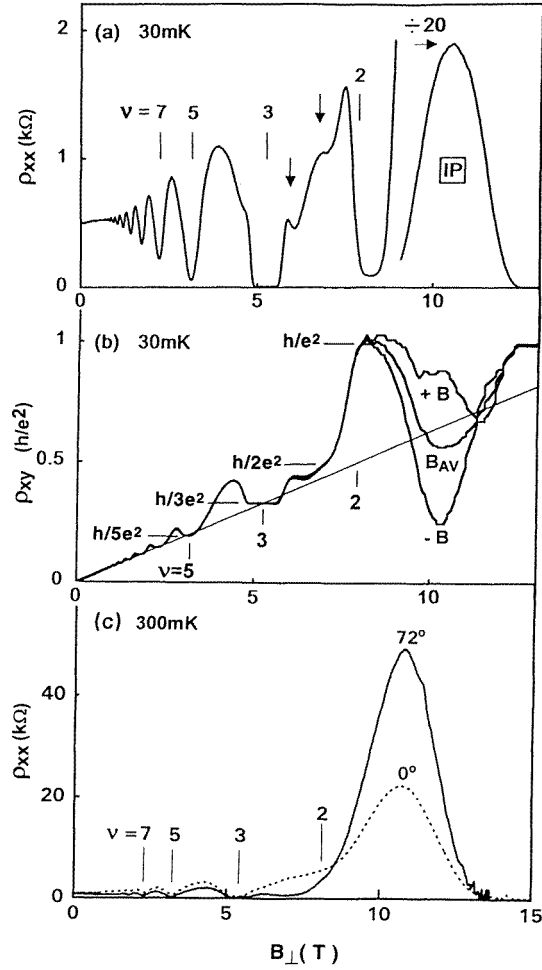 (a) 30mK
÷20
2
ν = 7 5 3 2
1
0
ρxx (kΩ)
IP
0 5 10
(b) 30mK
1
h/e²
+ B
0.5
h/2e²
BAV
h/3e²
2
h/5e²
3
- B
ν=5
0
ρxy (h/e²)
0 5 10
(c) 300mK
72º
40
0º
20
2
ν = 7 5 3
0
ρxx (kΩ)
0 5 10 15
B⊥ (T)